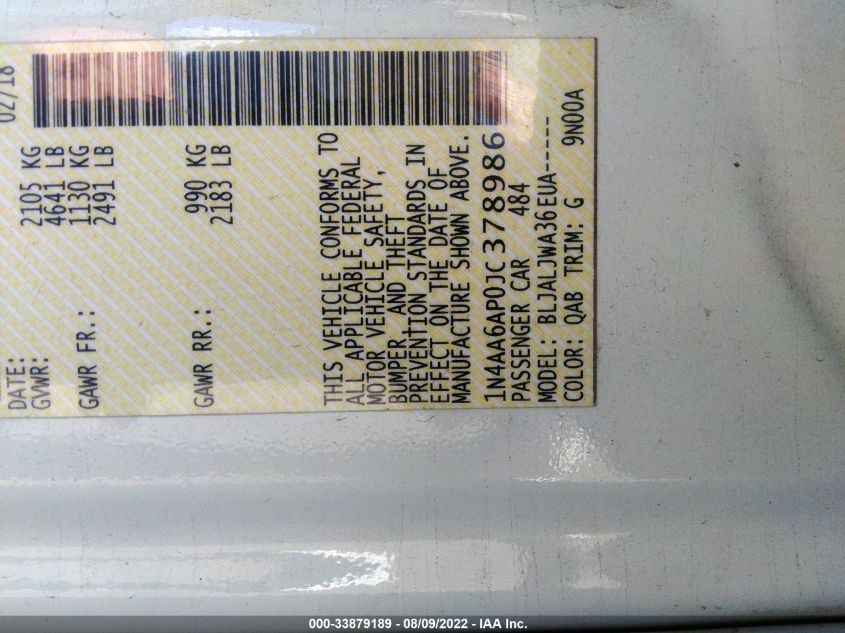 DATE: 02/18
GVWR: 2105 KG
4641 LB
GAWR FR.: 1130 KG
2491 LB
GAWR RR.: 990 KG
2183 LB
THIS VEHICLE CONFORMS TO
ALL APPLICABLE FEDERAL
MOTOR VEHICLE SAFETY,
BUMPER, AND THEFT
PREVENTION STANDARDS IN
EFFECT ON THE DATE OF
MANUFACTURE SHOWN ABOVE.
1N4AA6AP0JC378986
PASSENGER CAR 484
MODEL: BLJALJWA36EUA-----
COLOR: QAB TRIM: G 9N00A
000-33879189 - 08/09/2022 - IAA Inc.